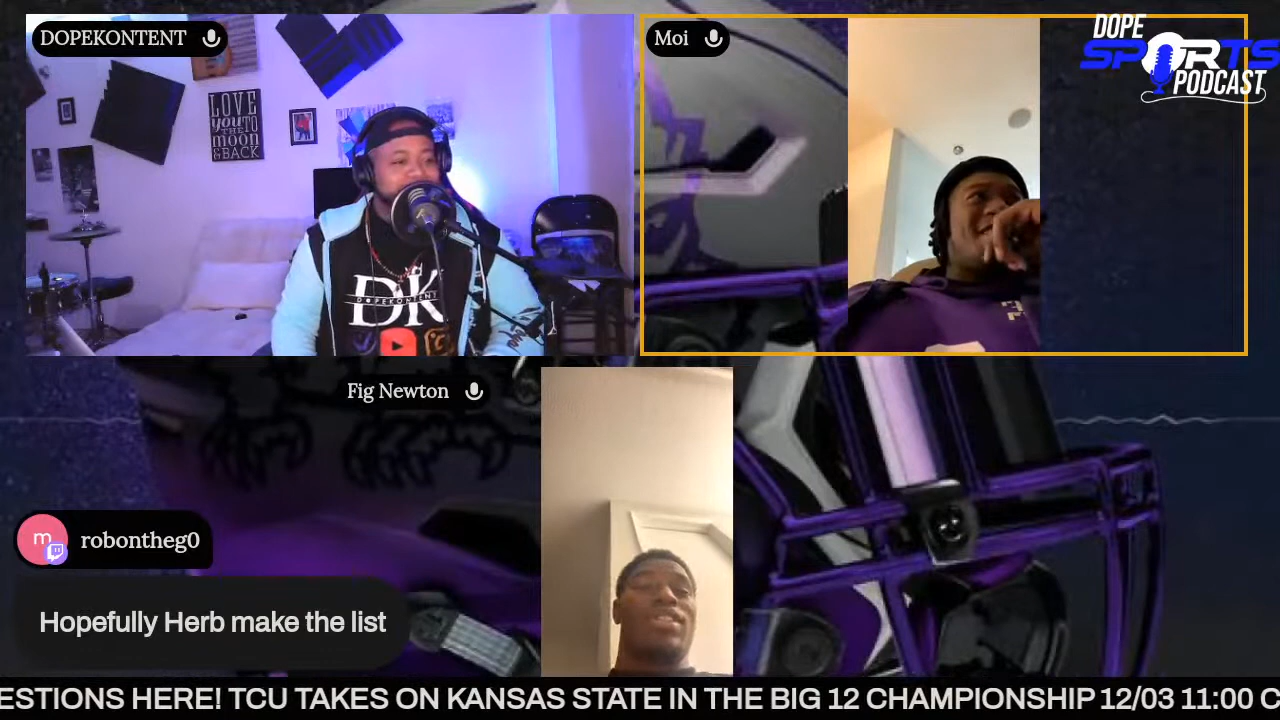 DOPEKONTENT
Moi
DOPE
SPORTS
PODCAST
LOVE
you TO
THE
moon
& BACK
DK
DOPEKONTENT
Fig Newton
m
robontheg0
Hopefully Herb make the list
ESTIONS HERE! TCU TAKES ON KANSAS STATE IN THE BIG 12 CHAMPIONSHIP 12/03 11:00 C